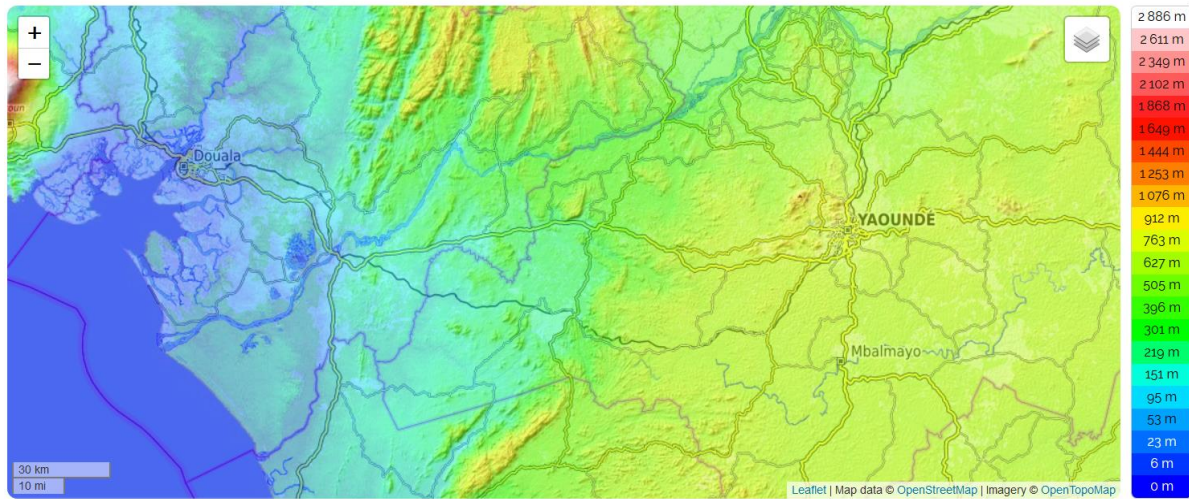 +
−
oun
Douala
YAOUNDÉ
Mbalmayo
30 km
10 mi
Leaflet | Map data © OpenStreetMap | Imagery © OpenTopoMap
2 886 m
2 611 m
2 349 m
2 102 m
1 868 m
1 649 m
1 444 m
1 253 m
1 076 m
912 m
763 m
627 m
505 m
396 m
301 m
219 m
151 m
95 m
53 m
23 m
6 m
0 m